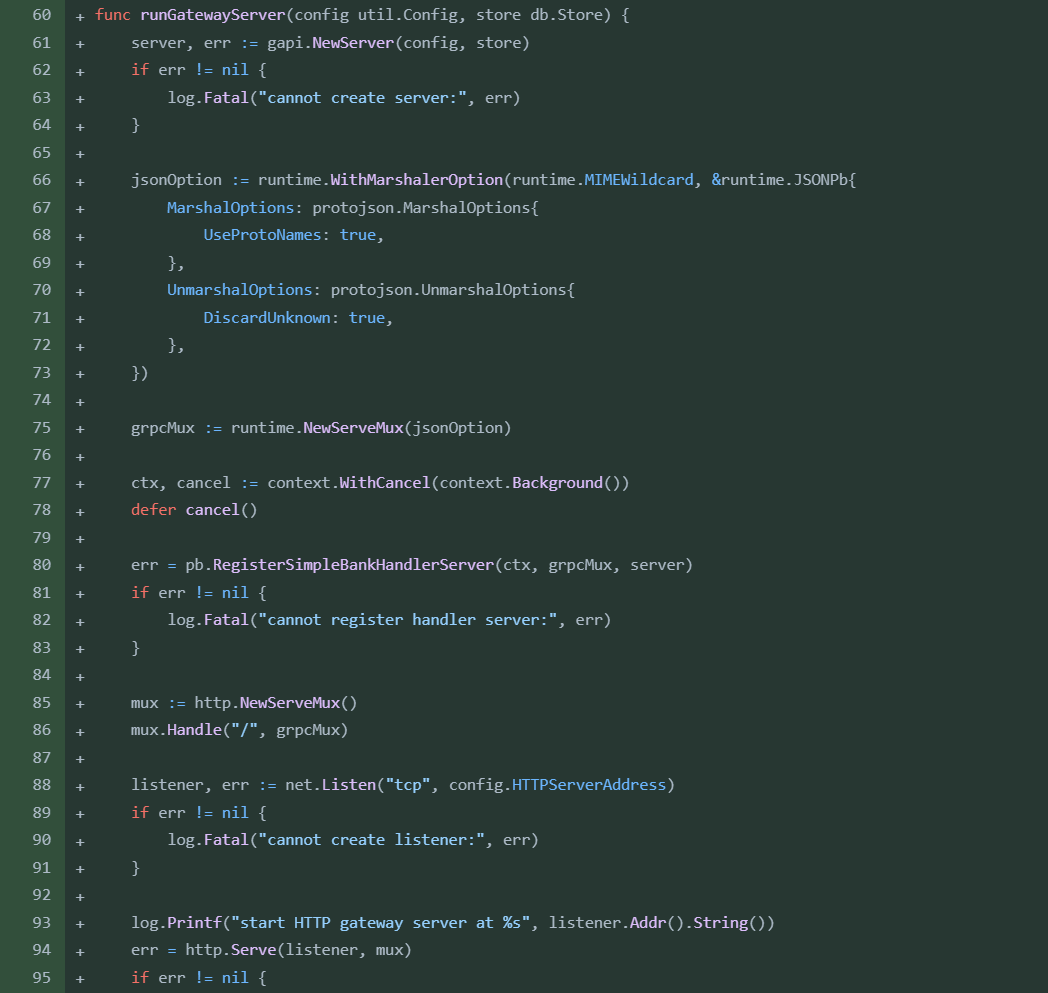 60 + func runGatewayServer(config util.Config, store db.Store) {
61 +     server, err := gapi.NewServer(config, store)
62 +     if err != nil {
63 +         log.Fatal("cannot create server:", err)
64 +     }
65 +
66 +     jsonOption := runtime.WithMarshalerOption(runtime.MIMEWildcard, &runtime.JSONPb{
67 +         MarshalOptions: protojson.MarshalOptions{
68 +             UseProtoNames: true,
69 +         },
70 +         UnmarshalOptions: protojson.UnmarshalOptions{
71 +             DiscardUnknown: true,
72 +         },
73 +     })
74 +
75 +     grpcMux := runtime.NewServeMux(jsonOption)
76 +
77 +     ctx, cancel := context.WithCancel(context.Background())
78 +     defer cancel()
79 +
80 +     err = pb.RegisterSimpleBankHandlerServer(ctx, grpcMux, server)
81 +     if err != nil {
82 +         log.Fatal("cannot register handler server:", err)
83 +     }
84 +
85 +     mux := http.NewServeMux()
86 +     mux.Handle("/", grpcMux)
87 +
88 +     listener, err := net.Listen("tcp", config.HTTPServerAddress)
89 +     if err != nil {
90 +         log.Fatal("cannot create listener:", err)
91 +     }
92 +
93 +     log.Printf("start HTTP gateway server at %s", listener.Addr().String())
94 +     err = http.Serve(listener, mux)
95 +     if err != nil {